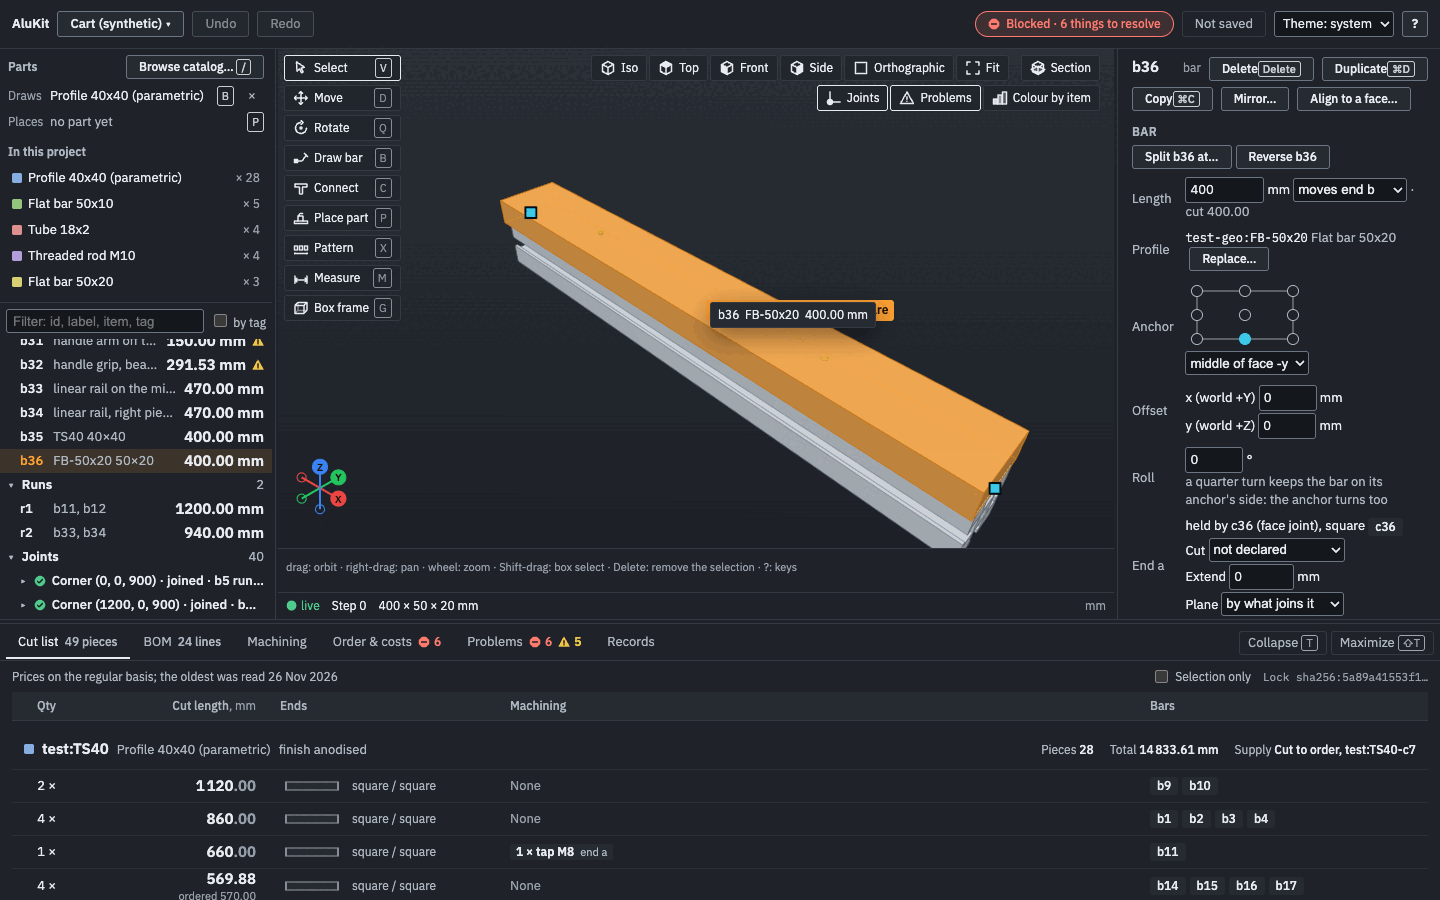 AluKit
Cart (synthetic) ▾
Undo
Redo
Blocked · 6 things to resolve
Not saved
Theme: system
?
Parts
Browse catalog... /
Draws Profile 40x40 (parametric) B ×
Places no part yet P
In this project
Profile 40x40 (parametric) × 28
Flat bar 50x10 × 5
Tube 18x2 × 4
Threaded rod M10 × 4
Flat bar 50x20 × 3
Filter: id, label, item, tag
by tag
b31 handle arm on t... 150.00 mm
b32 handle grip, bea... 291.53 mm
b33 linear rail on the mi... 470.00 mm
b34 linear rail, right pie... 470.00 mm
b35 TS40 40×40 400.00 mm
b36 FB-50x20 50×20 400.00 mm
Runs 2
r1 b11, b12 1200.00 mm
r2 b33, b34 940.00 mm
Joints 40
Corner (0, 0, 900) · joined · b5 run...
Corner (1200, 0, 900) · joined · b...
Select V
Move D
Rotate Q
Draw bar B
Connect C
Place part P
Pattern X
Measure M
Box frame G
Iso
Top
Front
Side
Orthographic
Fit
Section
Joints
Problems
Colour by item
b36 FB-50x20 400.00 mm
Z
Y
X
drag: orbit · right-drag: pan · wheel: zoom · Shift-drag: box select · Delete: remove the selection · ?: keys
live Step 0 400 × 50 × 20 mm mm
b36 bar
Delete Delete
Duplicate ⌘D
Copy ⌘C
Mirror...
Align to a face...
BAR
Split b36 at...
Reverse b36
Length 400 mm moves end b ·
cut 400.00
Profile test-geo:FB-50x20 Flat bar 50x20
Replace...
Anchor
middle of face -y
Offset x (world +Y) 0 mm
y (world +Z) 0 mm
Roll 0 °
a quarter turn keeps the bar on its
anchor's side: the anchor turns too
held by c36 (face joint), square c36
End a
Cut not declared
Extend 0 mm
Plane by what joins it
Cut list 49 pieces
BOM 24 lines
Machining
Order & costs 6
Problems 6 5
Records
Collapse T
Maximize ⇧T
Prices on the regular basis; the oldest was read 26 Nov 2026
Selection only
Lock sha256:5a89a41553f1…
Qty Cut length, mm Ends Machining Bars
test:TS40 Profile 40x40 (parametric) finish anodised Pieces 28 Total 14 833.61 mm Supply Cut to order, test:TS40-c7
2 × 1 120.00 square / square None b9 b10
4 × 860.00 square / square None b1 b2 b3 b4
1 × 660.00 square / square 1 × tap M8 end a b11
4 × 569.88 square / square None b14 b15 b16 b17
ordered 570.00